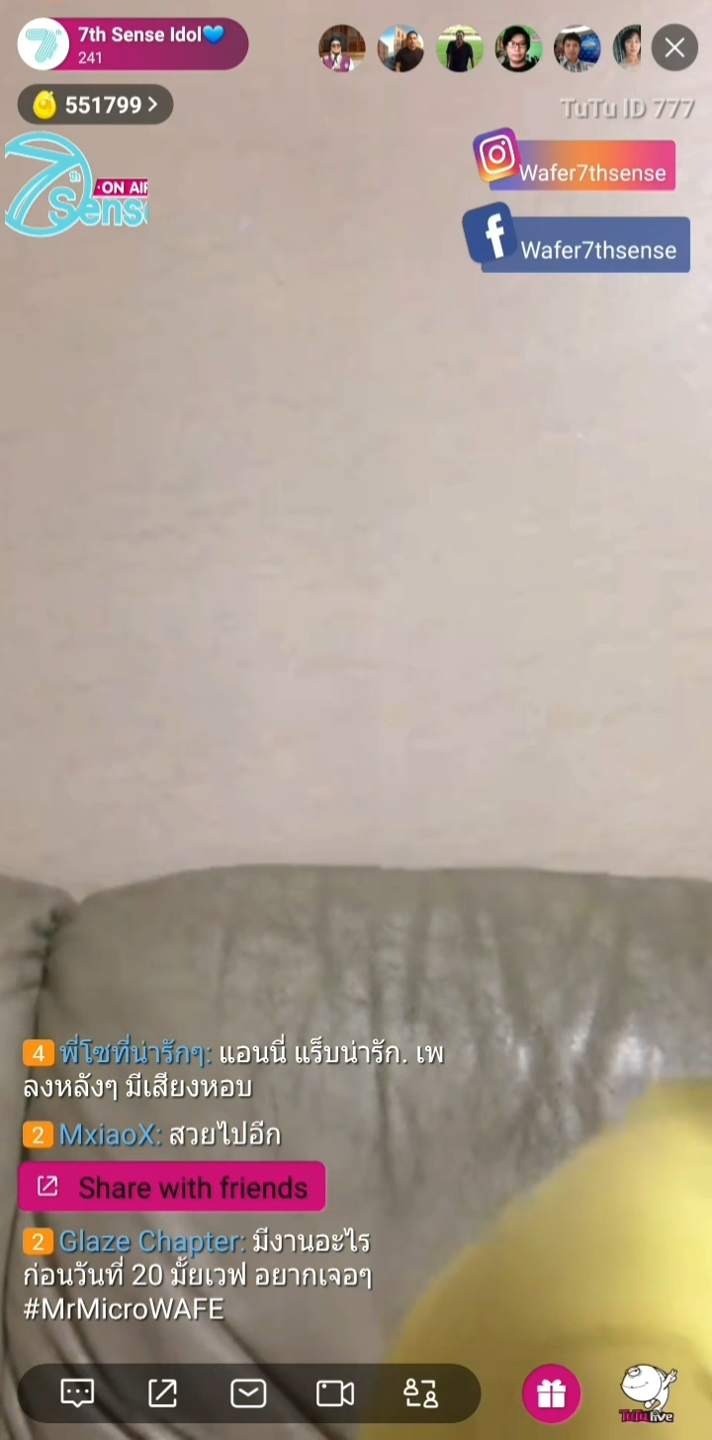 7th Sense Idol💙
241
551799
TuTu ID 777
7th
Sense
·ON AIR
Wafer7thsense
f
Wafer7thsense
4 พี่โซที่น่ารักๆ: แอนนี่ แร็บน่ารัก. เพ
ลงหลังๆ มีเสียงหอบ
2 MxiaoX: สวยไปอีก
Share with friends
2 Glaze Chapter: มีงานอะไร
ก่อนวันที่ 20 มั้ยเวฟ อยากเจอๆ
#MrMicroWAFE
TuTulive